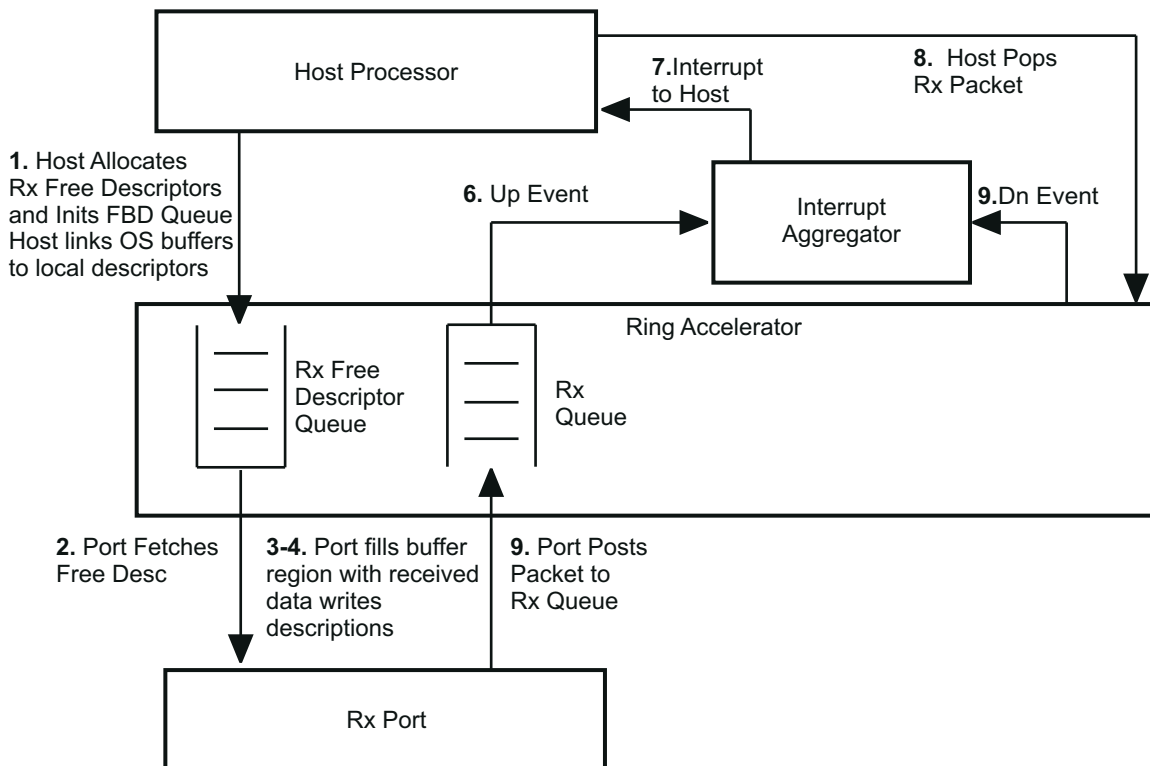 Host Processor
8. Host Pops
Rx Packet
7.Interrupt
to Host
1. Host Allocates
Rx Free Descriptors
and Inits FBD Queue
Host links OS buffers
to local descriptors
6. Up Event
Interrupt
Aggregator
9.Dn Event
Ring Accelerator
Rx Free
Descriptor
Queue
Rx
Queue
2. Port Fetches
Free Desc
3-4. Port fills buffer
region with received
data writes
descriptions
9. Port Posts
Packet to
Rx Queue
Rx Port